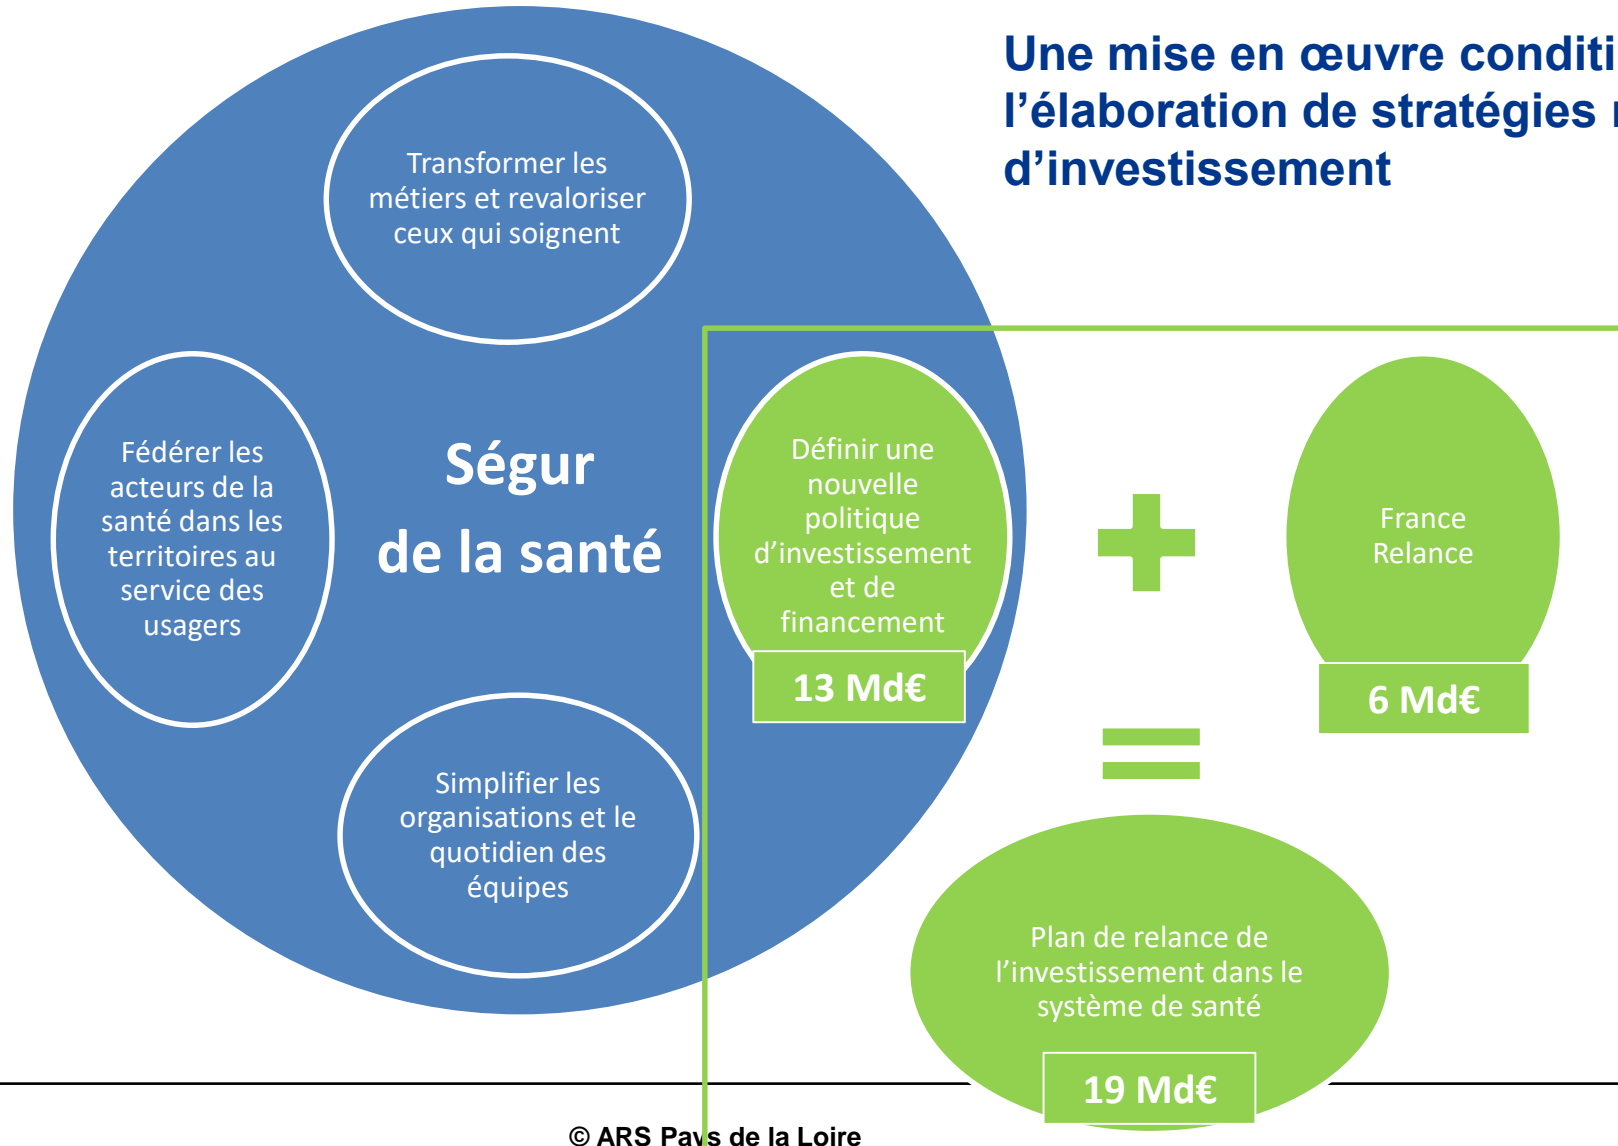 Une mise en œuvre
l’élaboration de stratégies
d’investissement
Transformer les
métiers et revaloriser
ceux qui soignent
Fédérer les
acteurs de la
santé dans les
territoires au
service des
usagers
Ségur
de la santé
Définir une
nouvelle
politique
d’investissement
et de
financement
13 Md€
France
Relance
6 Md€
Simplifier les
organisations et le
quotidien des
équipes
Plan de relance de
l’investissement dans le
système de santé
19 Md€
© ARS Pays de la Loire